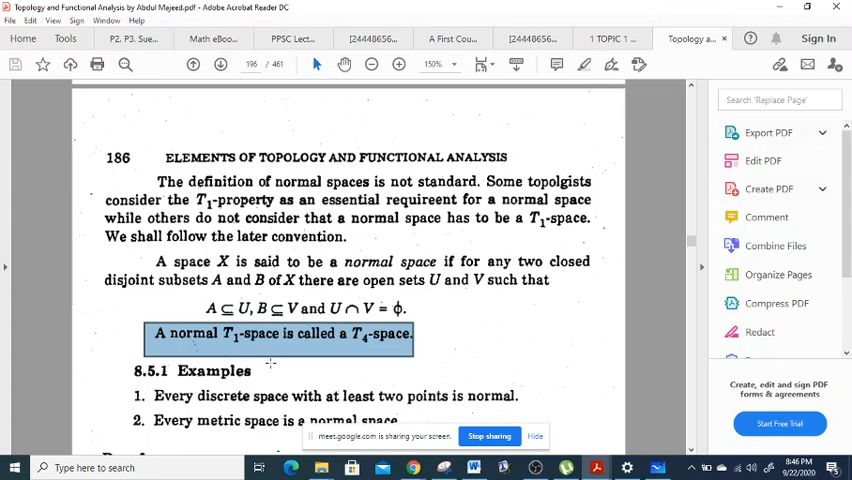 Topology and Functional Analysis by Abdul Majeed.pdf - Adobe Acrobat Reader DC
File Edit View Sign Window Help
Home Tools P2, P3. Sue... Math eBoo... PPSC Lect... [24448656... A First Cou... [24448656... 1 TOPIC 1 ... Topology a... × Sign In
196 / 461 150%
Search 'Replace Page'
186 ELEMENTS OF TOPOLOGY AND FUNCTIONAL ANALYSIS
The definition of normal spaces is not standard. Some topolgists
consider the T₁-property as an essential requireent for a normal space
while others do not consider that a normal space has to be a T₁-space.
We shall follow the later convention.
A space X is said to be a normal space if for any two closed
disjoint subsets A and B of X there are open sets U and V such that
A ⊆ U, B ⊆ V and U ∩ V = ϕ.
A normal T₁-space is called a T₄-space.
8.5.1 Examples
1. Every discrete space with at least two points is normal.
2. Every metric space is a normal space.
Export PDF
Edit PDF
Create PDF
Comment
Combine Files
Organize Pages
Compress PDF
Redact
Create, edit and sign PDF
forms & agreements
Start Free Trial
meet.google.com is sharing your screen. Stop sharing Hide
Type here to search
8:46 PM
9/22/2020